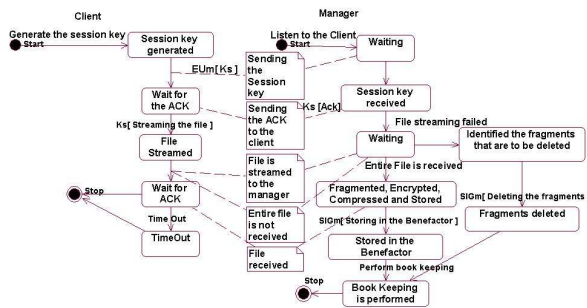 Client
Manager
Generate the session key
Start
Session key
generated
EUm[ Ks ]
Wait for
the ACK
Ks[ Streaming the file ]
File
Streamed
Wait for
ACK
Stop
Time Out
TimeOut
Sending
the
Session
key
Sending
the ACK
to the
client
File is
streamed
to the
manager
Entire file
is not
received
File
received
Listen to the Client
Start
Waiting
Session key
received
Ks [Ack]
File streaming failed
Waiting
Identified the fragments
that are to be deleted
Entire File is received
Fragmented, Encrypted,
Compressed and Stored
SIGm[ Deleting the fragments
Fragments deleted
SIGm[ Storing in the Benefactor ]
Stored in the
Benefactor
Perform book keeping
Stop
Book Keeping
is performed